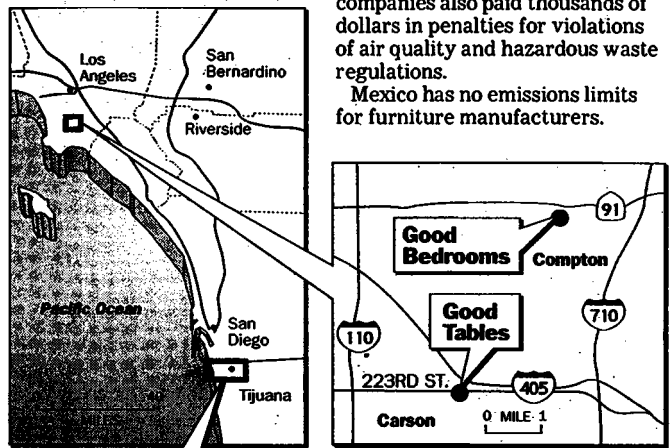 companies also paid thousands of
dollars in penalties for violations
of air quality and hazardous waste
regulations.
Mexico has no emissions limits
for furniture manufacturers.
Los
Angeles
San
Bernardino
Riverside
Pacific Ocean
San
Diego
Tijuana
MILES
40
91
Good
Bedrooms
Compton
Good
Tables
110
710
223RD ST.
405
Carson
0 MILE 1